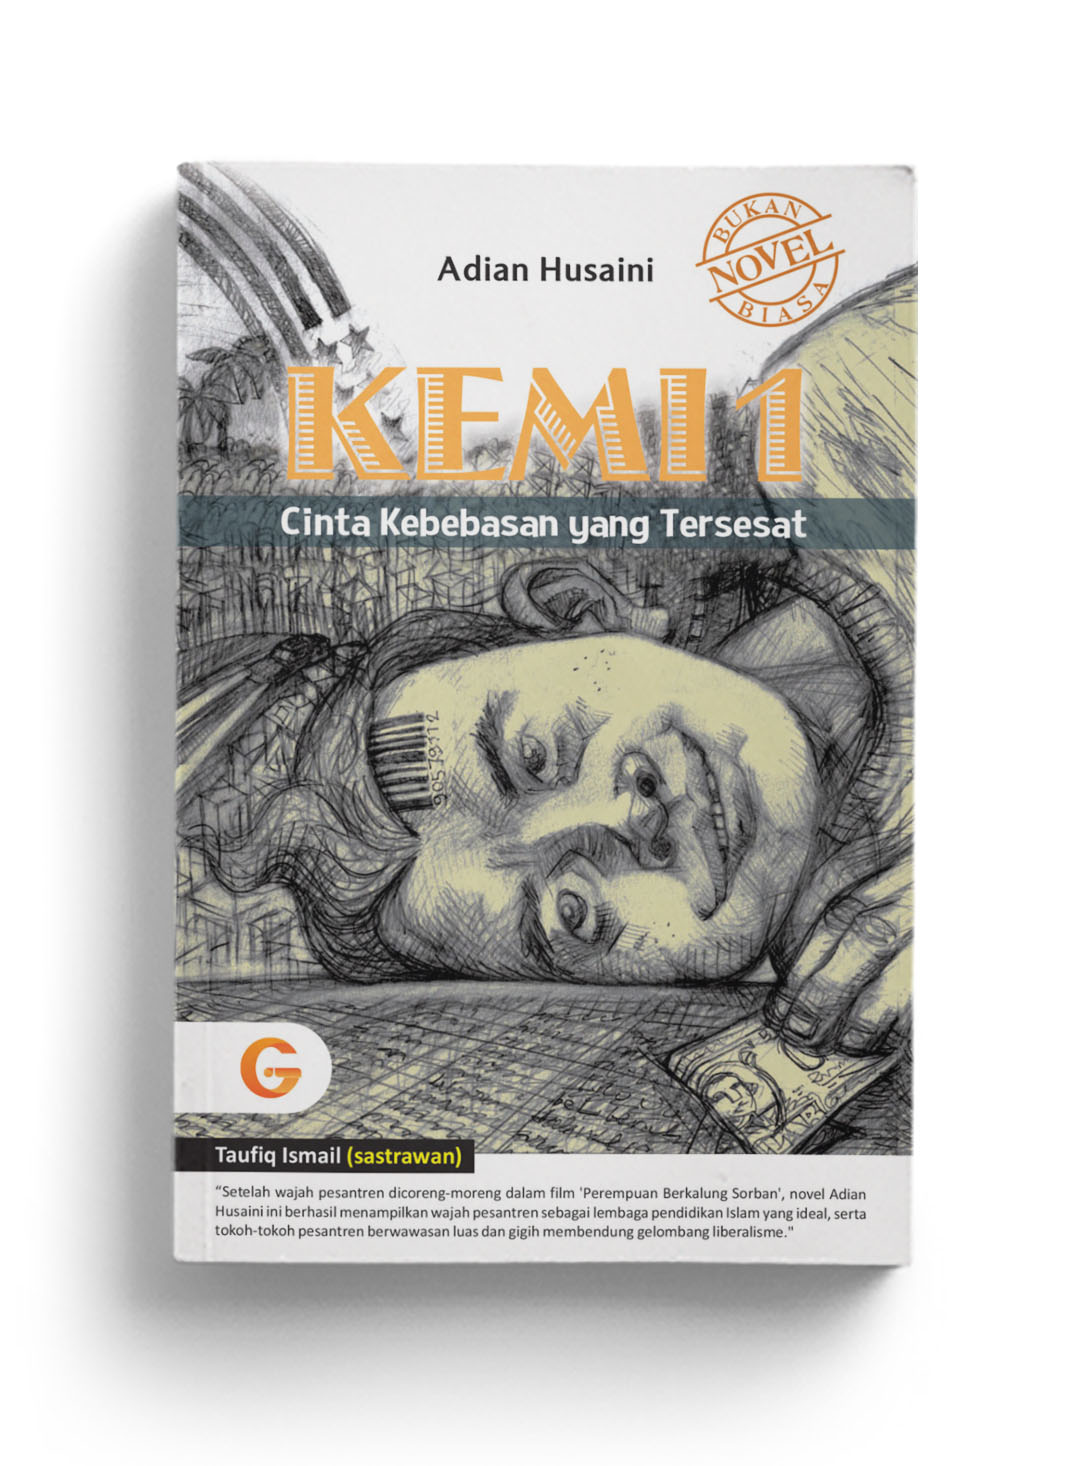 Adian Husaini
BUKAN
NOVEL
BIASA
KEMI 1
Cinta Kebebasan yang Tersesat
G
Taufiq Ismail (sastrawan)
“Setelah wajah pesantren dicoreng-moreng dalam film 'Perempuan Berkalung Sorban', novel Adian
Husaini ini berhasil menampilkan wajah pesantren sebagai lembaga pendidikan Islam yang ideal, serta
tokoh-tokoh pesantren berwawasan luas dan gigih membendung gelombang liberalisme."